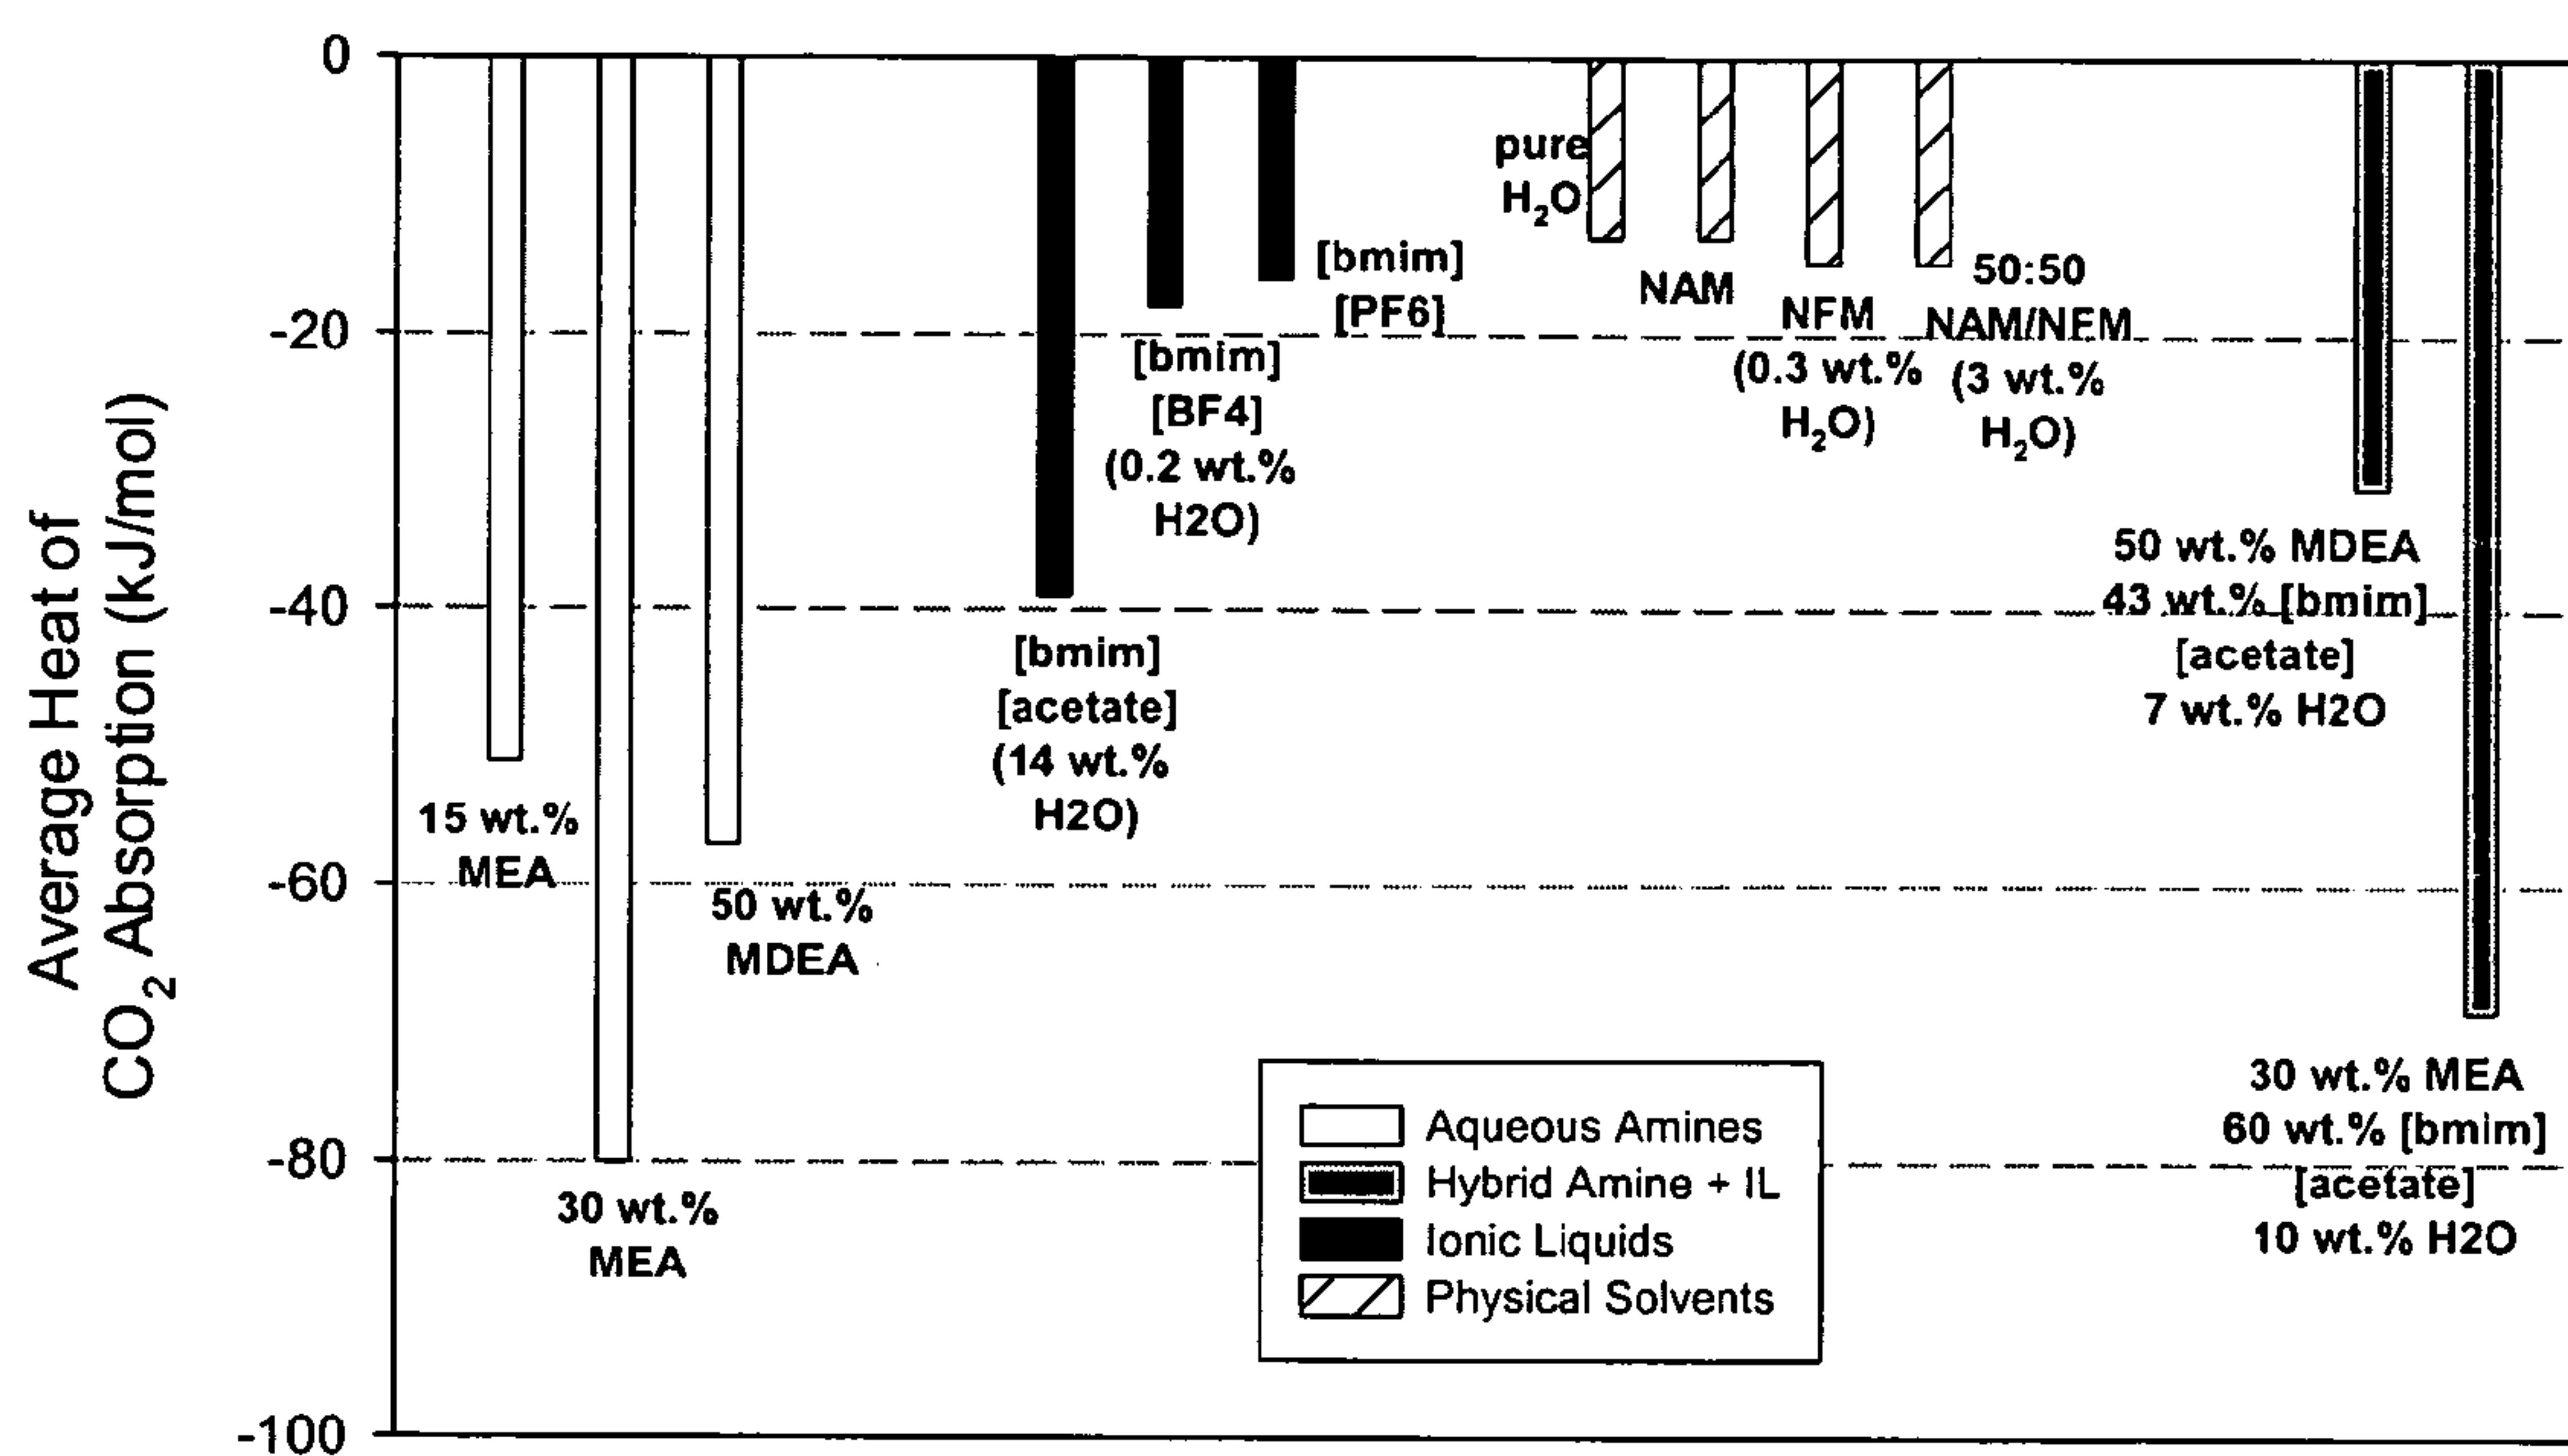 Average Heat of
CO₂ Absorption (kJ/mol)
0
-20
-40
-60
-80
-100
15 wt.%
MEA
30 wt.%
MEA
50 wt.%
MDEA
[bmim]
[acetate]
(14 wt.%
H2O)
[bmim]
[BF4]
(0.2 wt.%
H2O)
[bmim]
[PF6]
pure
H₂O
NAM
NFM
(0.3 wt.%
H₂O)
50:50
NAM/NFM
(3 wt.%
H₂O)
50 wt.% MDEA
43 wt.% [bmim]
[acetate]
7 wt.% H2O
30 wt.% MEA
60 wt.% [bmim]
[acetate]
10 wt.% H2O
Aqueous Amines
Hybrid Amine + IL
Ionic Liquids
Physical Solvents